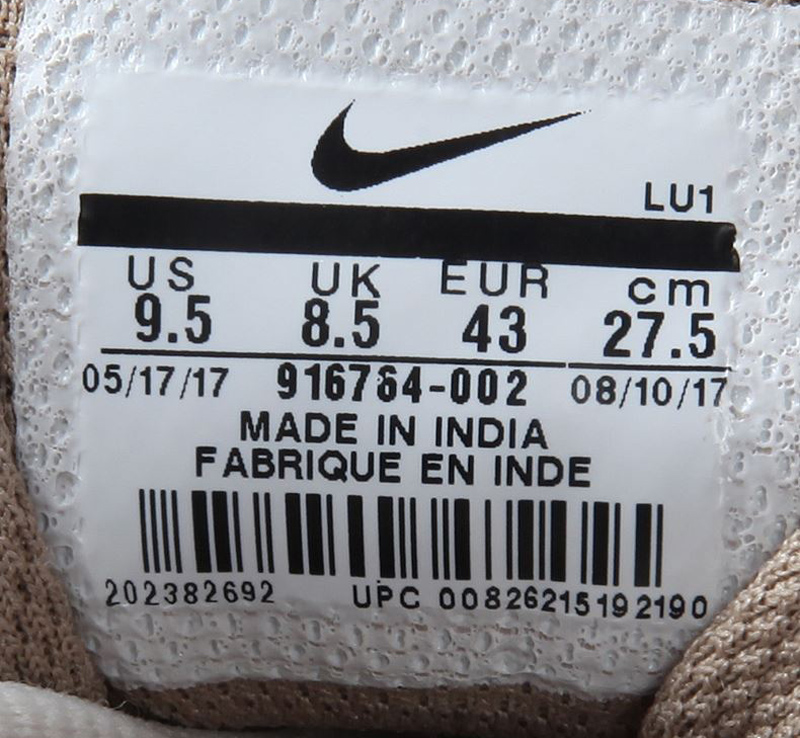 LU1
US UK EUR cm
9.5 8.5 43 27.5
05/17/17 916784-002 08/10/17
MADE IN INDIA
FABRIQUE EN INDE
202382692 UPC 00826215192190